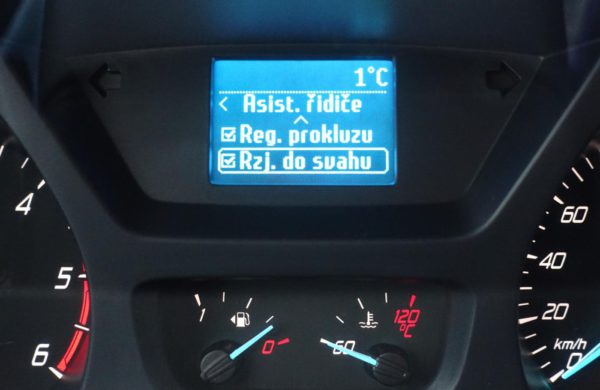 1°C
< Asist. řidiče
Reg. prokluzu
Rzj. do svahu
4
5
6
1
0
60
120
°C
60
40
20
km/h
0